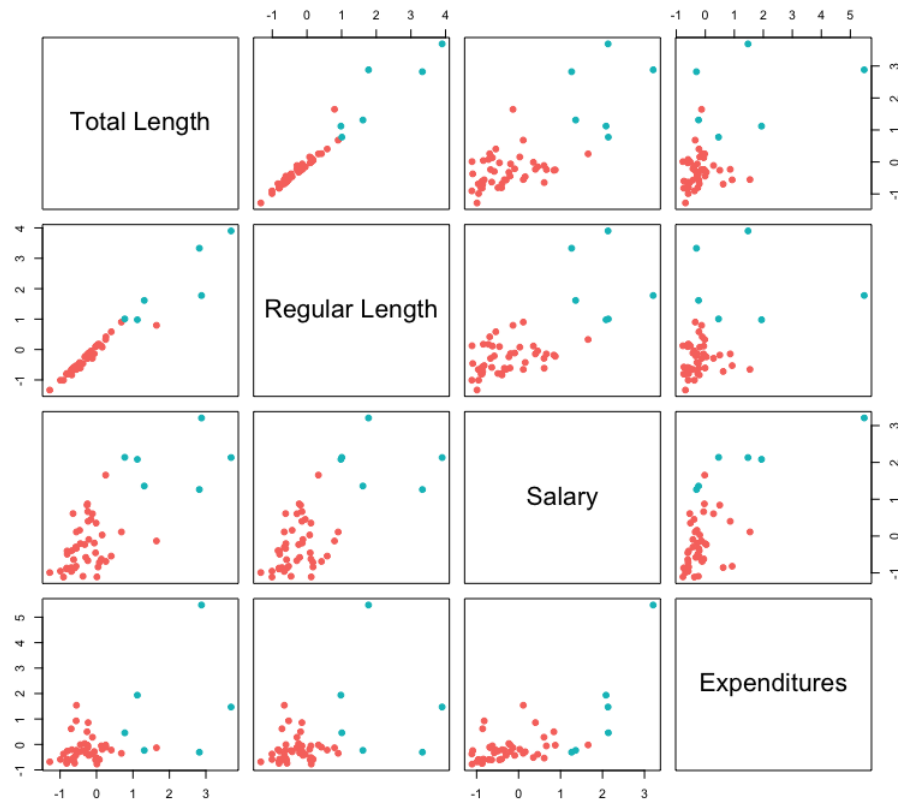 -1 0 1 2 3 4
-1 0 1 2 3 4 5
Total Length
-1 0 1 2 3
-1 0 1 2 3 4
Regular Length
Salary
-1 0 1 2 3
0 1 2 3 4 5
Expenditures
-1 0 1 2 3
-1 0 1 2 3